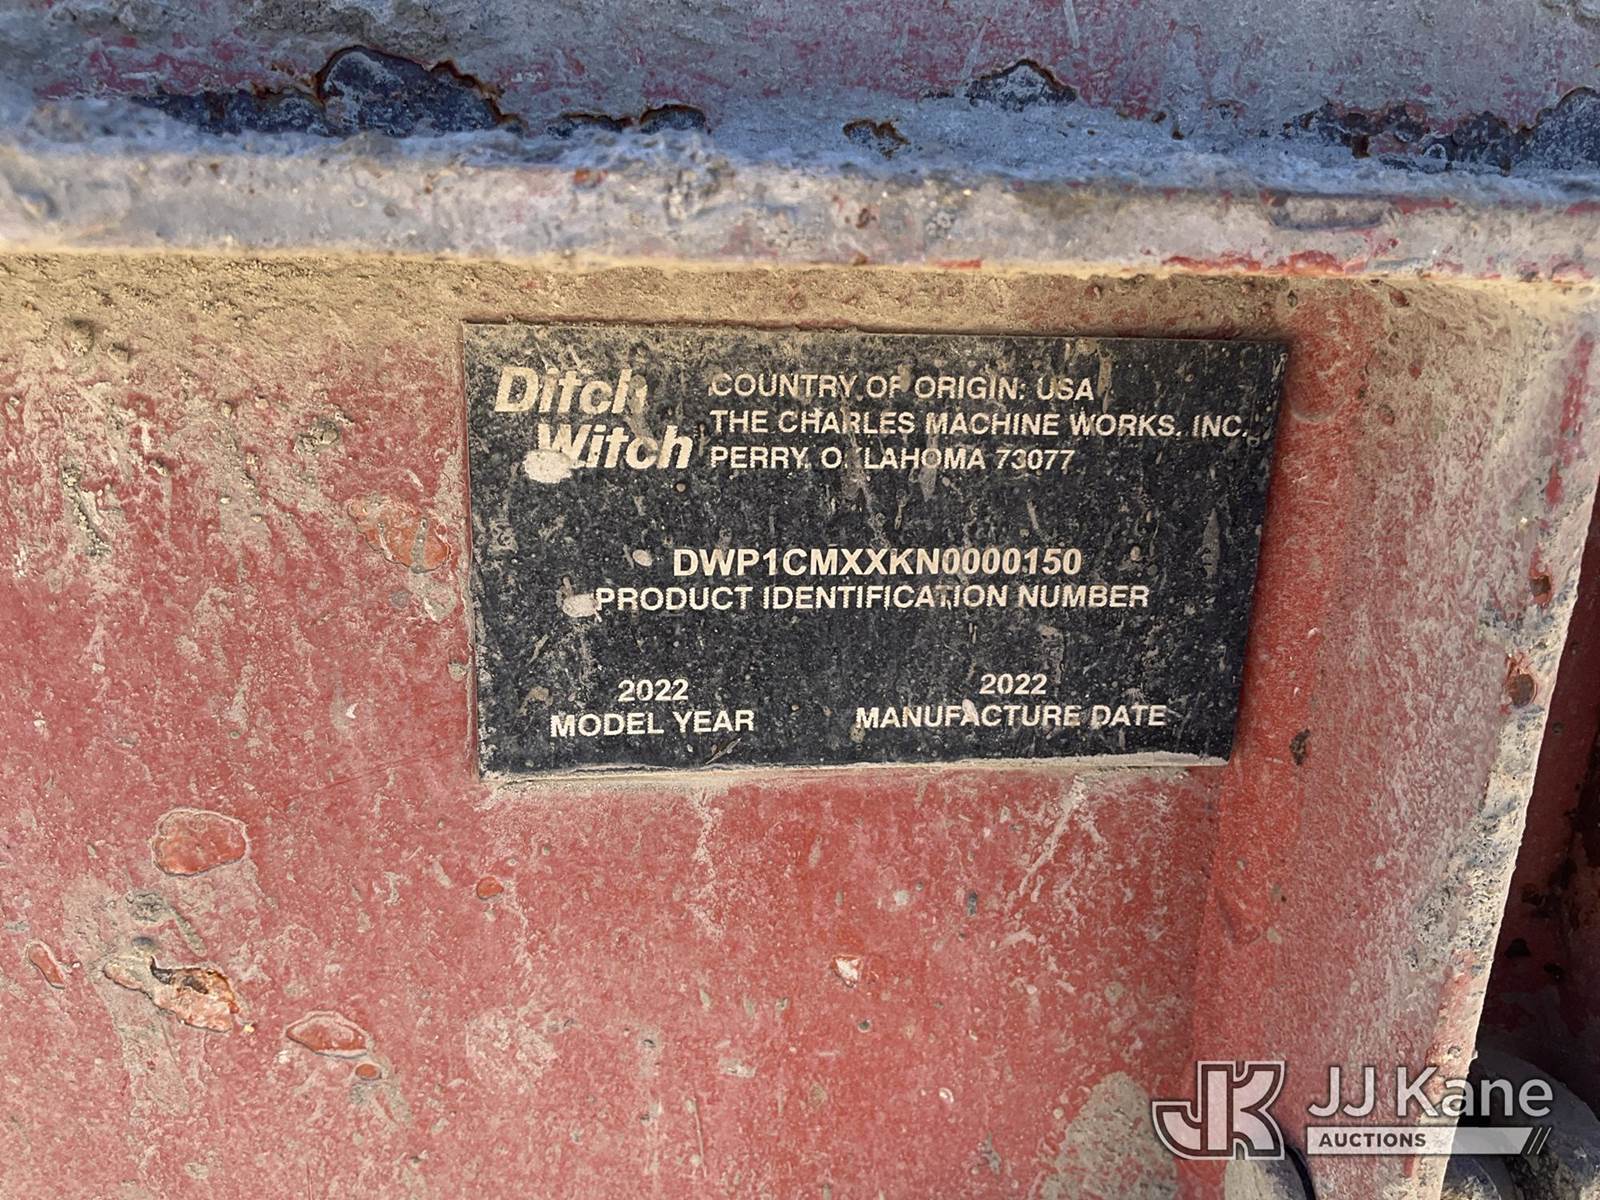 Ditch
Witch
COUNTRY OF ORIGIN: USA
THE CHARLES MACHINE WORKS, INC.
PERRY, OKLAHOMA 73077
DWP1CMXXKN0000150
PRODUCT IDENTIFICATION NUMBER
2022
MODEL YEAR
2022
MANUFACTURE DATE
JK
JJ Kane
AUCTIONS